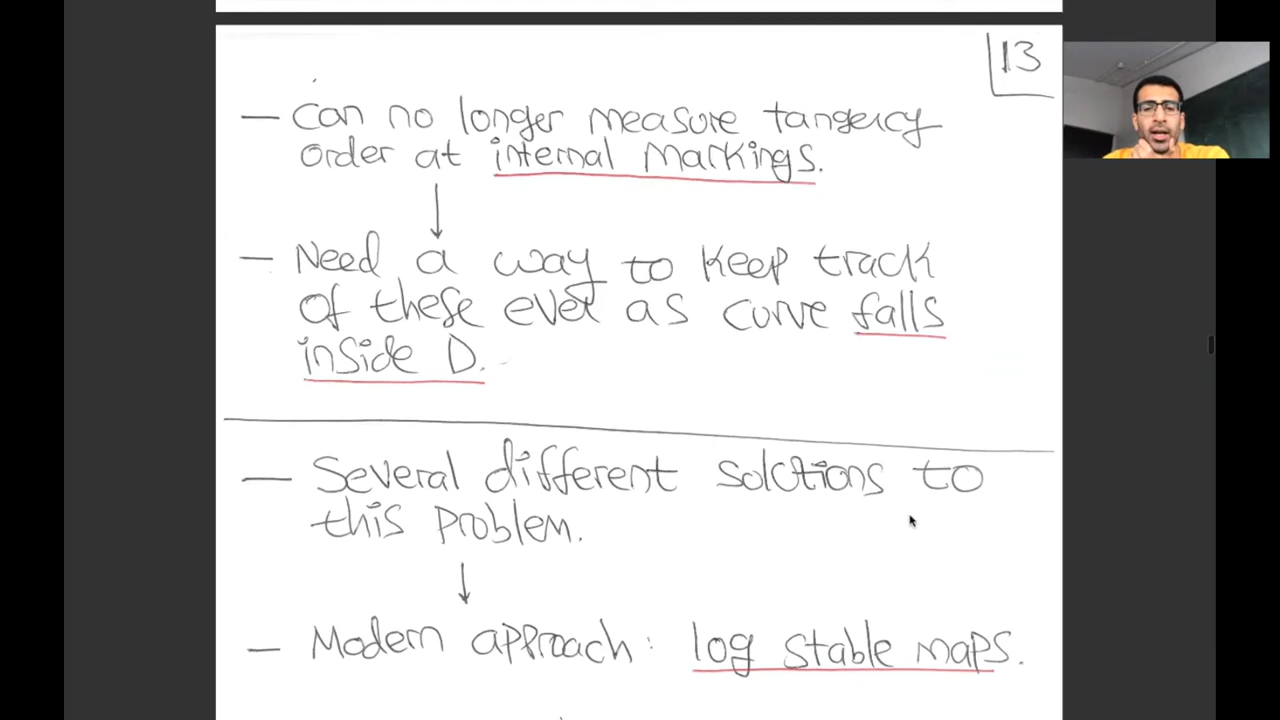 13
— Can no longer measure tangency
order at internal markings.
↓
— Need a way to keep track
of these even as curve falls
inside D.
— Several different solutions to
this problem.
↓
— Modern approach: log stable maps.